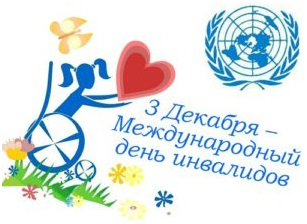 3 Декабря –
Международный
день инвалидов